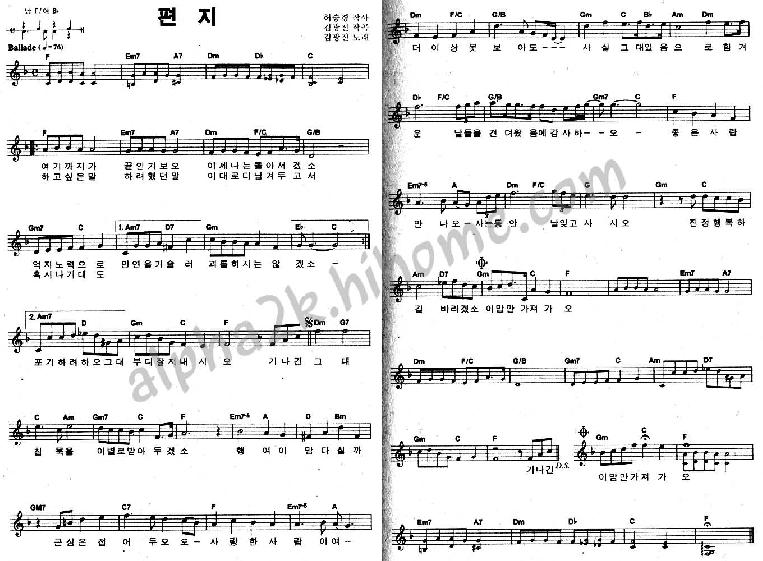 편 지
허승경 작사
김광진 작곡
김광진 노래
Ballade (♩=76)
F Em7 A7 Dm D♭ C
F Em7 A7 Dm F/C G/B
여기까지가 끝인가보오 이제나는돌아서겠소
하고싶은말 하려했던말 이대로다남겨두고서
Gm7 C 1. Am7 D7 Gm E♭ C
억지노력으로 인연을거슬러 괴롭히지는않겠소
혹시나기대도
2. Am7 D Gm C F Dm G7
포기하려하오그대 부디잘지내시오 기나긴그대
C Am Gm7 C F Em7-5 A D Bm
침묵을 이별로받아두겠소 행여이맘다칠까
GM7 C7 F Em7-5 A
근심은접어두오오 사랑한사람이여
Dm F/C G/B Gm C B♭ Am Dm
더이상못보아도 사실그대있음으로힘겨
D♭ F/C G/B Gm7 C F
운날들을견뎌왔음에감사하오 좋은사람
Em7-5 A Dm F/C G/B Gm C
만나오 사는동안날잊고사시오 진정행복하
Am D7 Gm C F Em7 A7
길 바라겠소 이맘만가져가오
Dm F/C G/B Gm7 C Am D7
Gm C F
기나긴
D.S.
Gm C F
이맘만가져가오
Em7 A7 Dm D♭ C F
alpha2k.hihome.com